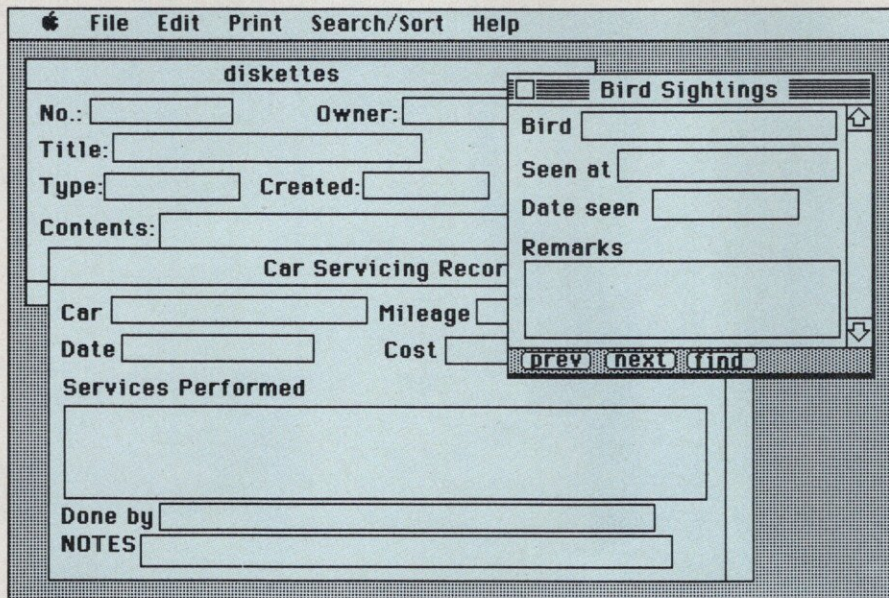 File Edit Print Search/Sort Help
diskettes
No.: Owner:
Title:
Type: Created:
Contents:
Bird Sightings
Bird
Seen at
Date seen
Remarks
prev next find
Car Servicing Recor
Car Mileage
Date Cost
Services Performed
Done by
NOTES